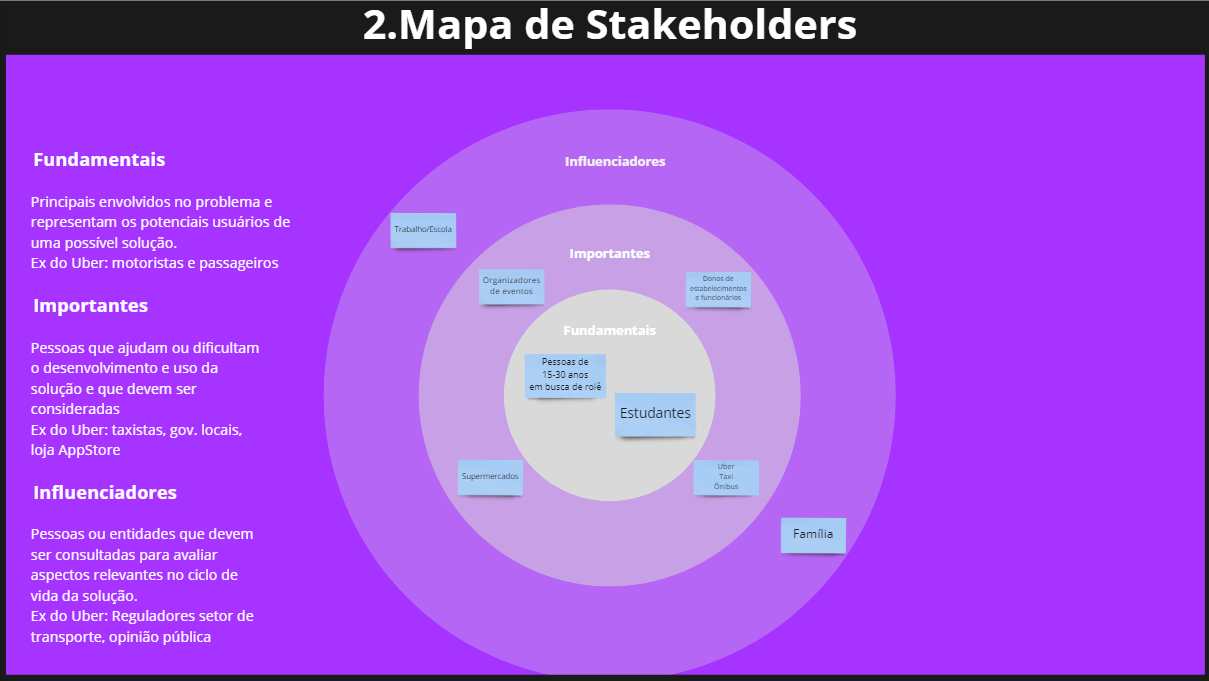 2.Mapa de Stakeholders
Fundamentais
Principais envolvidos no problema e
representam os potenciais usuários de
uma possível solução.
Ex do Uber: motoristas e passageiros
Importantes
Pessoas que ajudam ou dificultam
o desenvolvimento e uso da
solução e que devem ser
consideradas
Ex do Uber: taxistas, gov. locais,
loja AppStore
Influenciadores
Pessoas ou entidades que devem
ser consultadas para avaliar
aspectos relevantes no ciclo de
vida da solução.
Ex do Uber: Reguladores setor de
transporte, opinião pública
Influenciadores
Trabalho/Escola
Importantes
Organizadores
de eventos
Donos de
estabelecimentos
e funcionários
Fundamentais
Pessoas de
15-30 anos
em busca de rolê
Estudantes
Supermercados
Uber
Taxi
Ônibus
Família